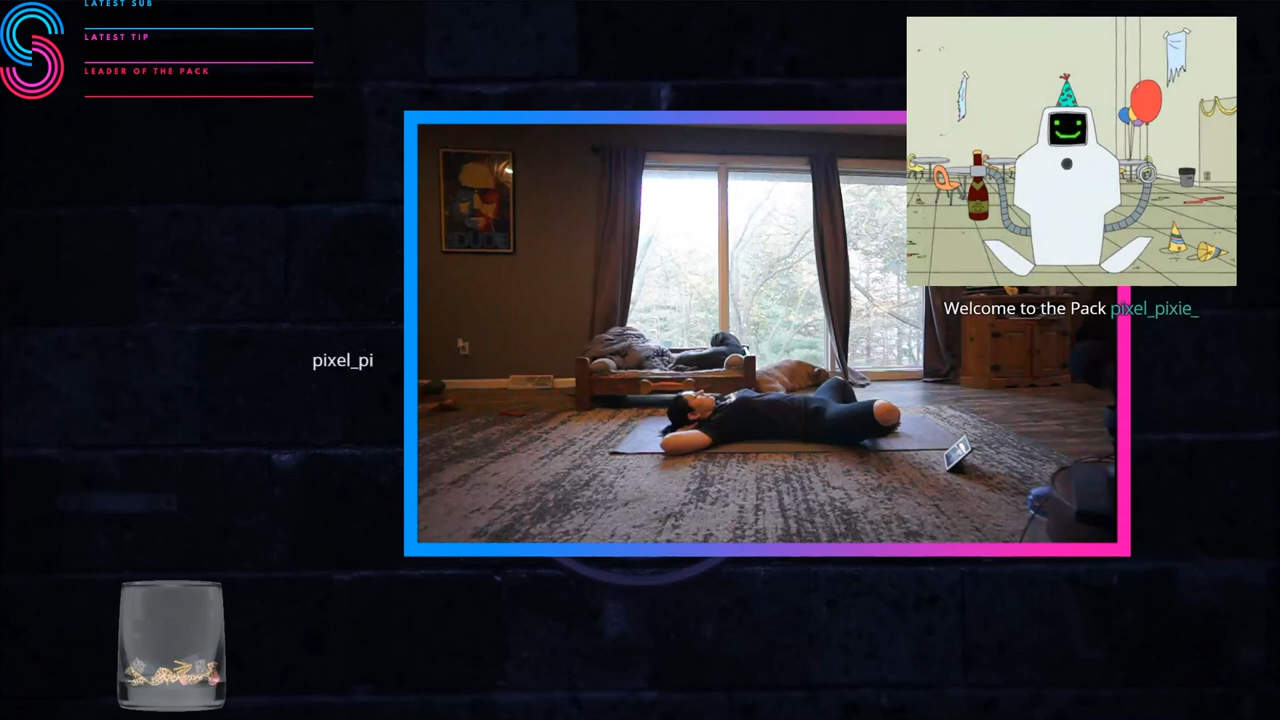 LATEST SUB
LATEST TIP
LEADER OF THE PACK
DUDE
Welcome to the Pack pixel_pixie_
pixel_pi